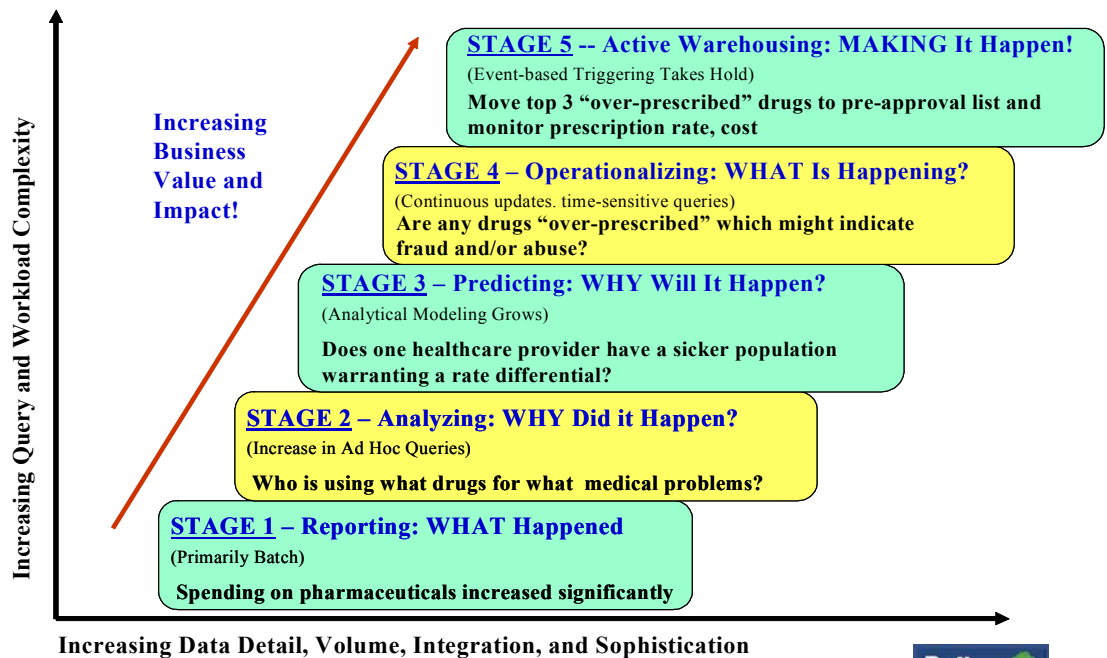 STAGE 5 -- Active Warehousing: MAKING It Happen!
(Event-based Triggering Takes Hold)
Move top 3 “over-prescribed” drugs to pre-approval list and
monitor prescription rate, cost
Increasing
Business
Value and
Impact!
STAGE 4 – Operationalizing: WHAT Is Happening?
(Continuous updates. time-sensitive queries)
Are any drugs “over-prescribed” which might indicate
fraud and/or abuse?
STAGE 3 – Predicting: WHY Will It Happen?
(Analytical Modeling Grows)
Does one healthcare provider have a sicker population
warranting a rate differential?
STAGE 2 – Analyzing: WHY Did it Happen?
(Increase in Ad Hoc Queries)
Who is using what drugs for what medical problems?
STAGE 1 – Reporting: WHAT Happened
(Primarily Batch)
Spending on pharmaceuticals increased significantly
Increasing Query and Workload Complexity
Increasing Data Detail, Volume, Integration, and Sophistication